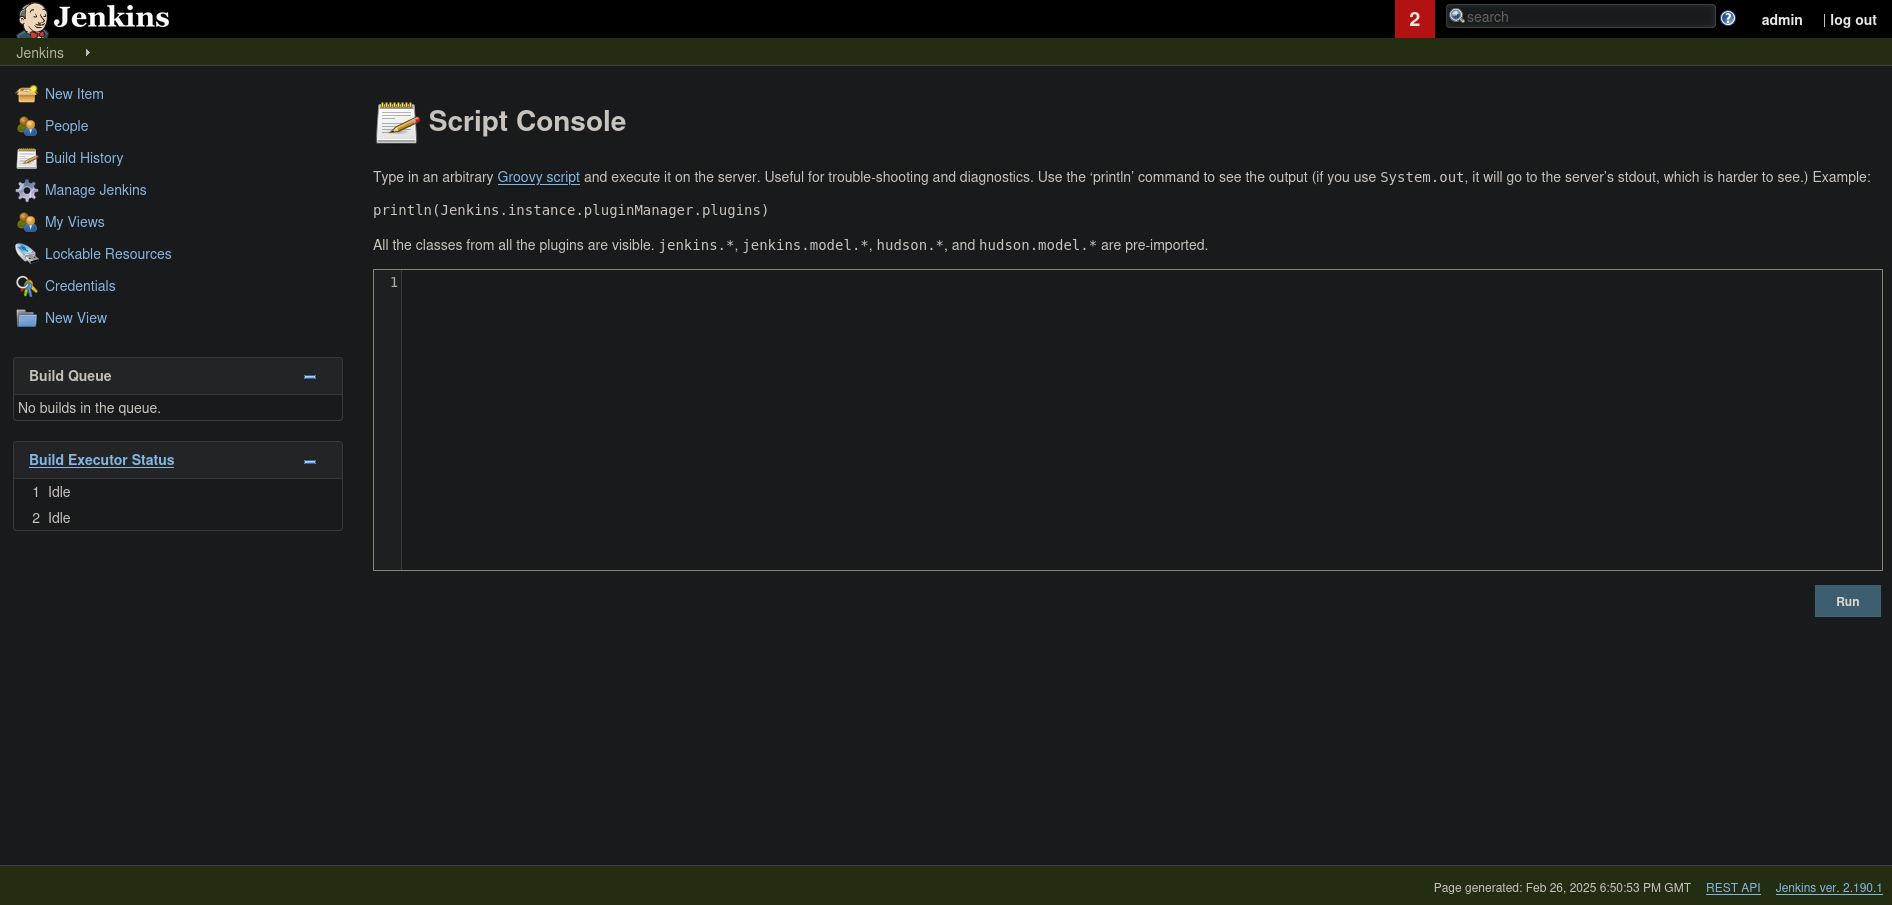 Jenkins
2
search
admin
| log out
Jenkins
New Item
People
Build History
Manage Jenkins
My Views
Lockable Resources
Credentials
New View
Build Queue
No builds in the queue.
Build Executor Status
1 Idle
2 Idle
Script Console
Type in an arbitrary Groovy script and execute it on the server. Useful for trouble-shooting and diagnostics. Use the ‘println’ command to see the output (if you use System.out, it will go to the server’s stdout, which is harder to see.) Example:
println(Jenkins.instance.pluginManager.plugins)
All the classes from all the plugins are visible. jenkins.*, jenkins.model.*, hudson.*, and hudson.model.* are pre-imported.
1
Run
Page generated: Feb 26, 2025 6:50:53 PM GMT REST API Jenkins ver. 2.190.1